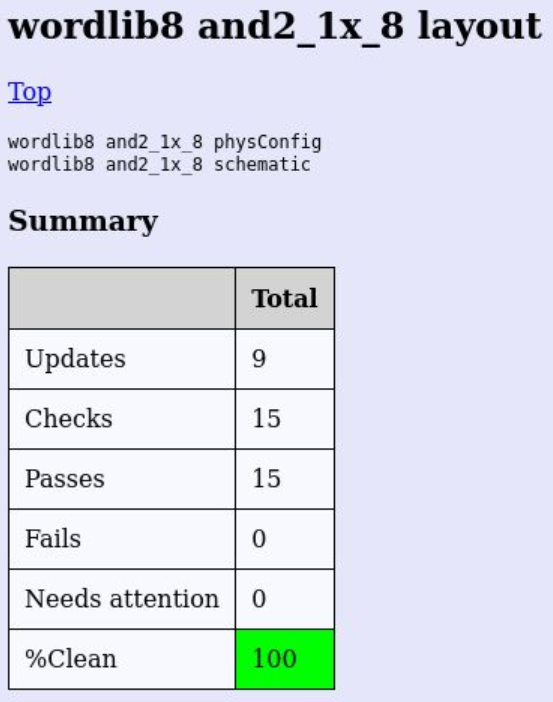 wordlib8 and2_1x_8 layout
Top
wordlib8 and2_1x_8 physConfig
wordlib8 and2_1x_8 schematic
Summary
Total
Updates 9
Checks 15
Passes 15
Fails 0
Needs attention 0
%Clean 100